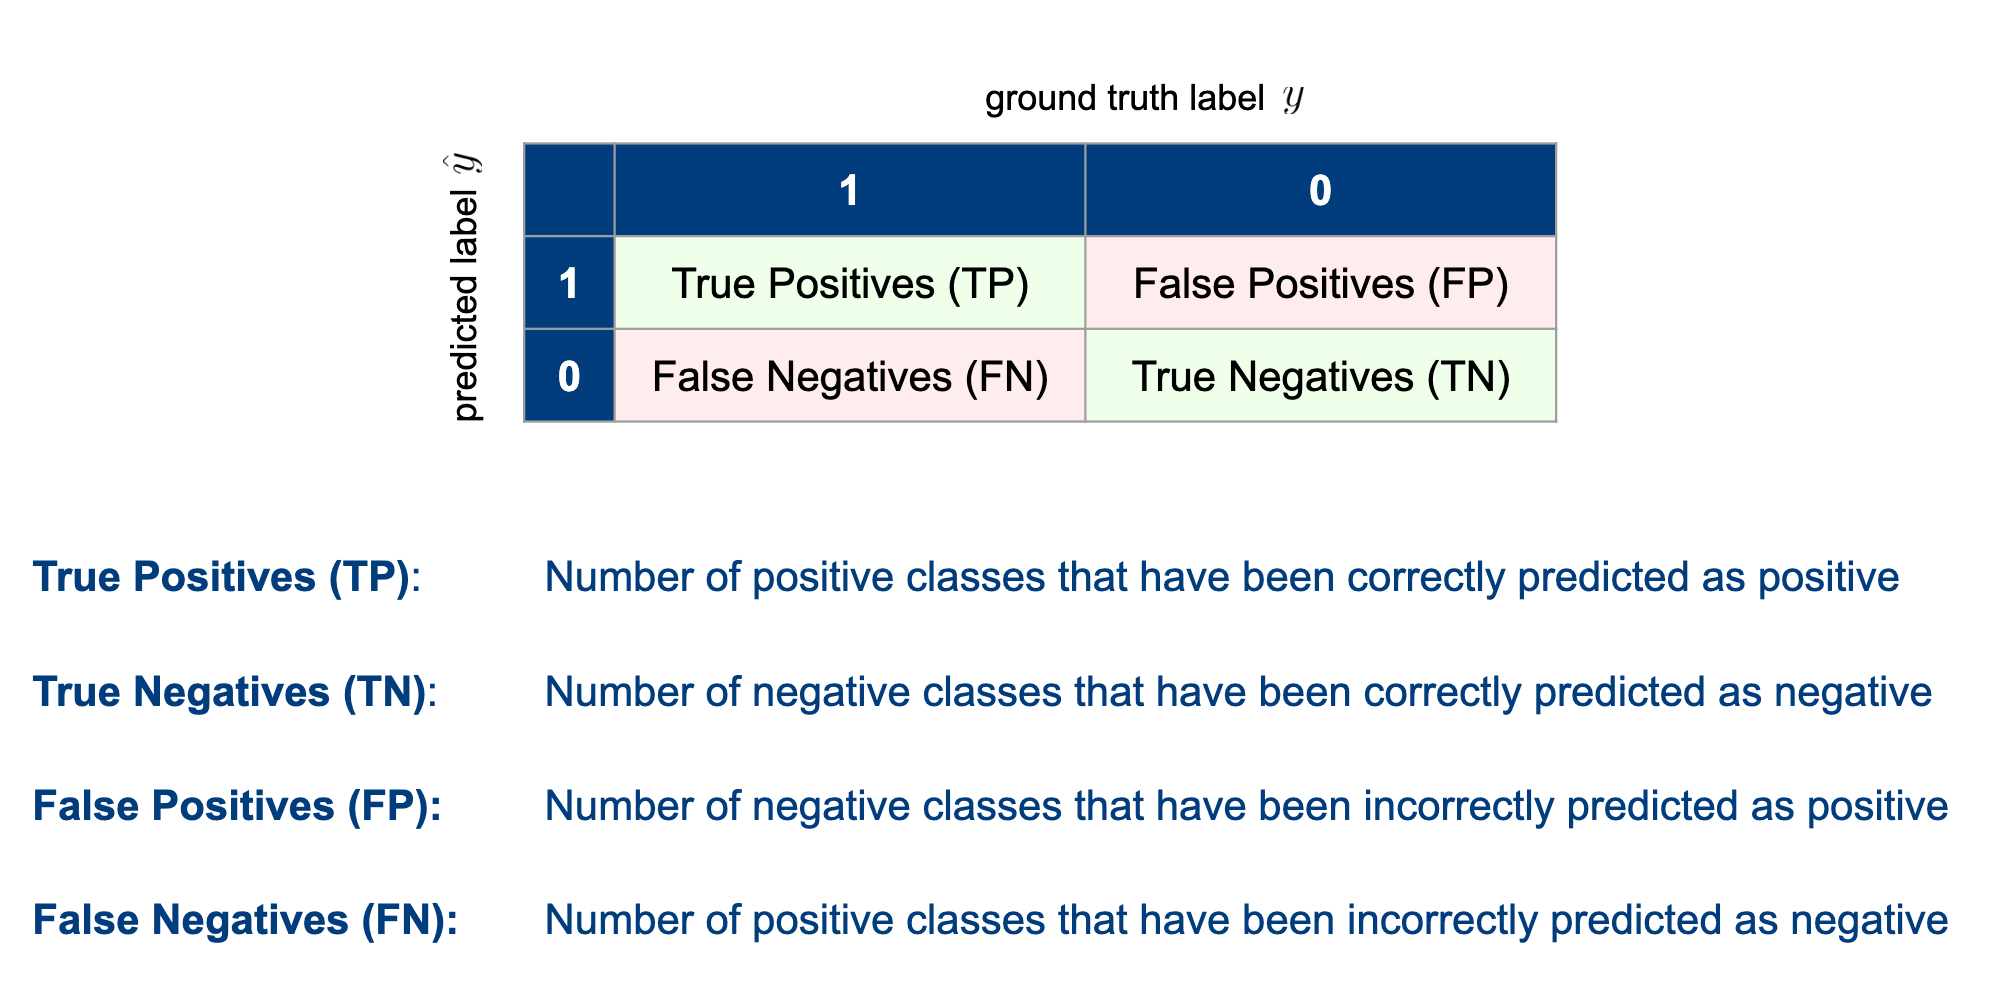 ground truth label y
predicted label ŷ
1 0
1 True Positives (TP) False Positives (FP)
0 False Negatives (FN) True Negatives (TN)
True Positives (TP): Number of positive classes that have been correctly predicted as positive
True Negatives (TN): Number of negative classes that have been correctly predicted as negative
False Positives (FP): Number of negative classes that have been incorrectly predicted as positive
False Negatives (FN): Number of positive classes that have been incorrectly predicted as negative